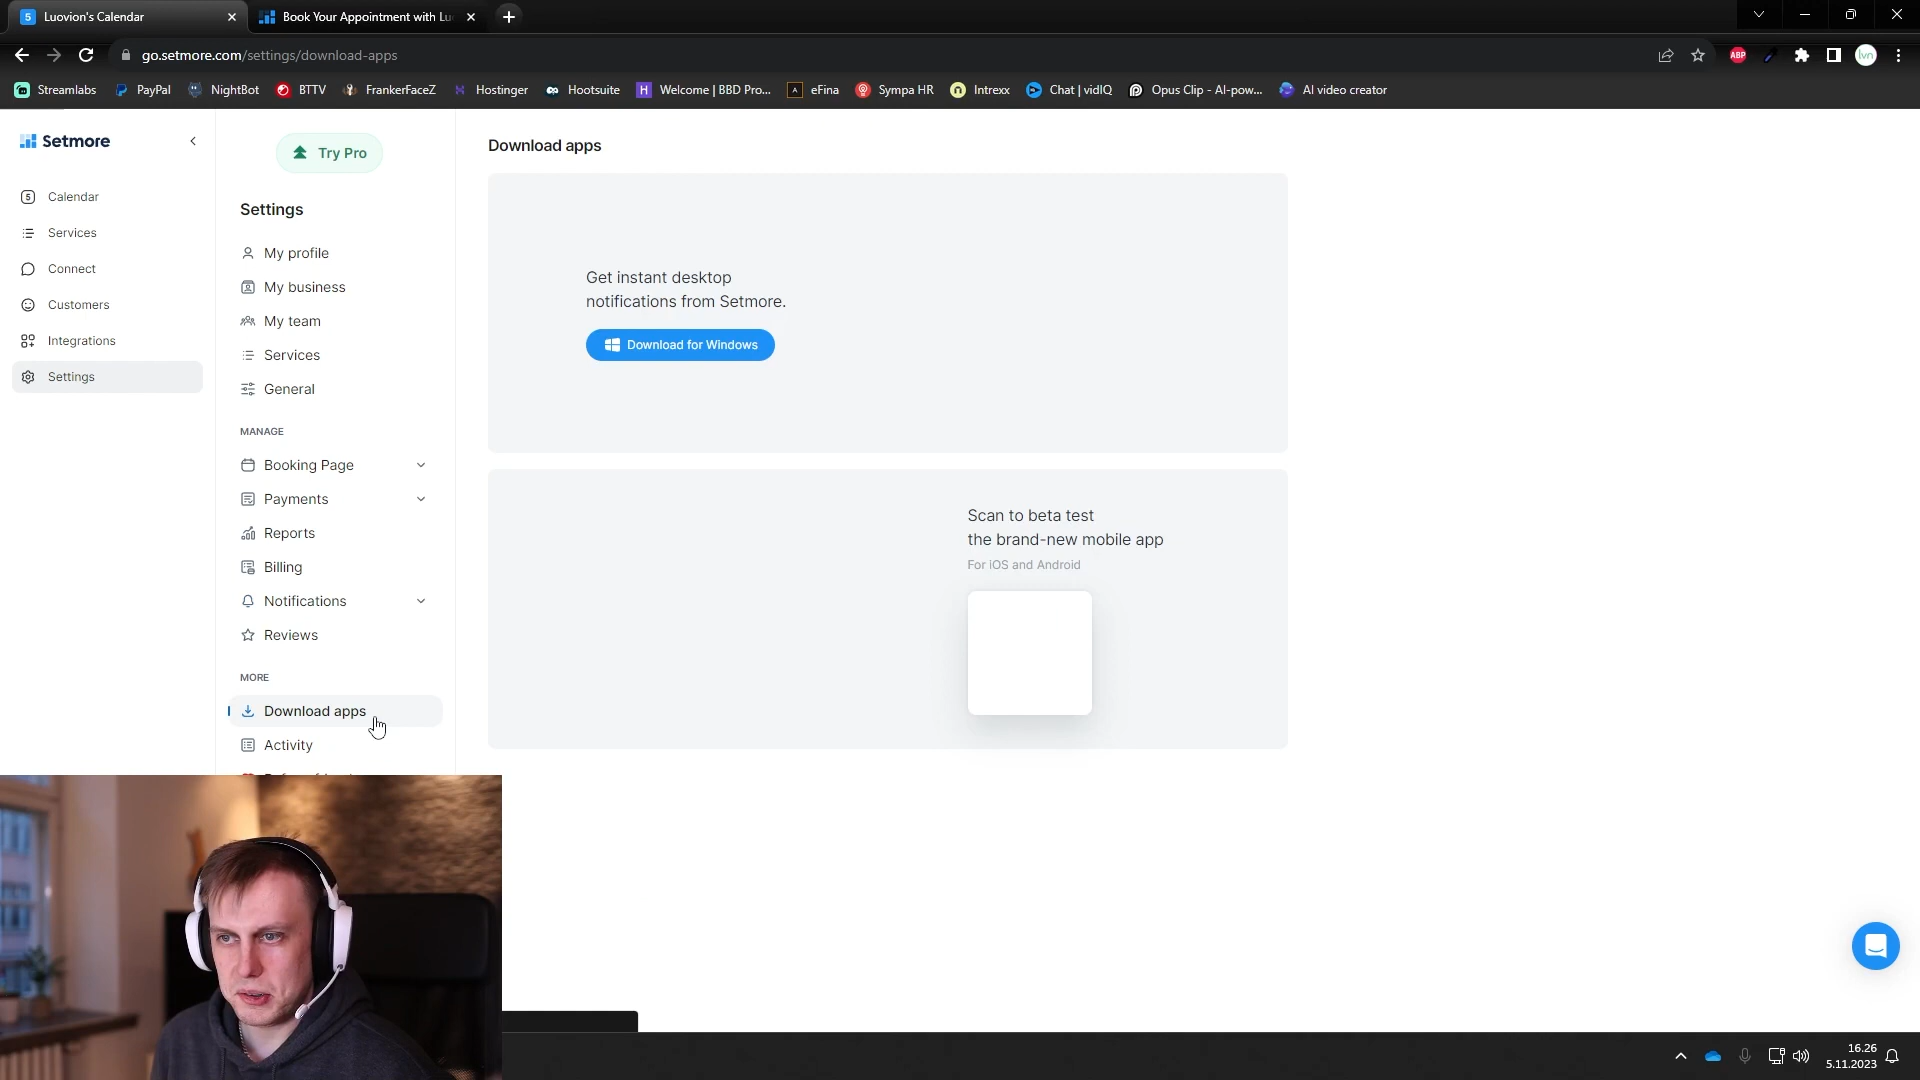 5 Luovion's Calendar
Book Your Appointment with Lu
go.setmore.com/settings/download-apps
ABP
lvn
Streamlabs
PayPal
NightBot
BTTV
FrankerFaceZ
Hostinger
Hootsuite
H Welcome | BBD Pro...
A eFina
Sympa HR
n Intrexx
Chat | vidIQ
Opus Clip - AI-pow...
AI video creator
Setmore
5 Calendar
Services
Connect
Customers
Integrations
Settings
Try Pro
Settings
My profile
My business
My team
Services
General
MANAGE
Booking Page
Payments
Reports
Billing
Notifications
Reviews
MORE
Download apps
Activity
Download apps
Get instant desktop
notifications from Setmore.
Download for Windows
Scan to beta test
the brand-new mobile app
For iOS and Android
16.26
5.11.2023